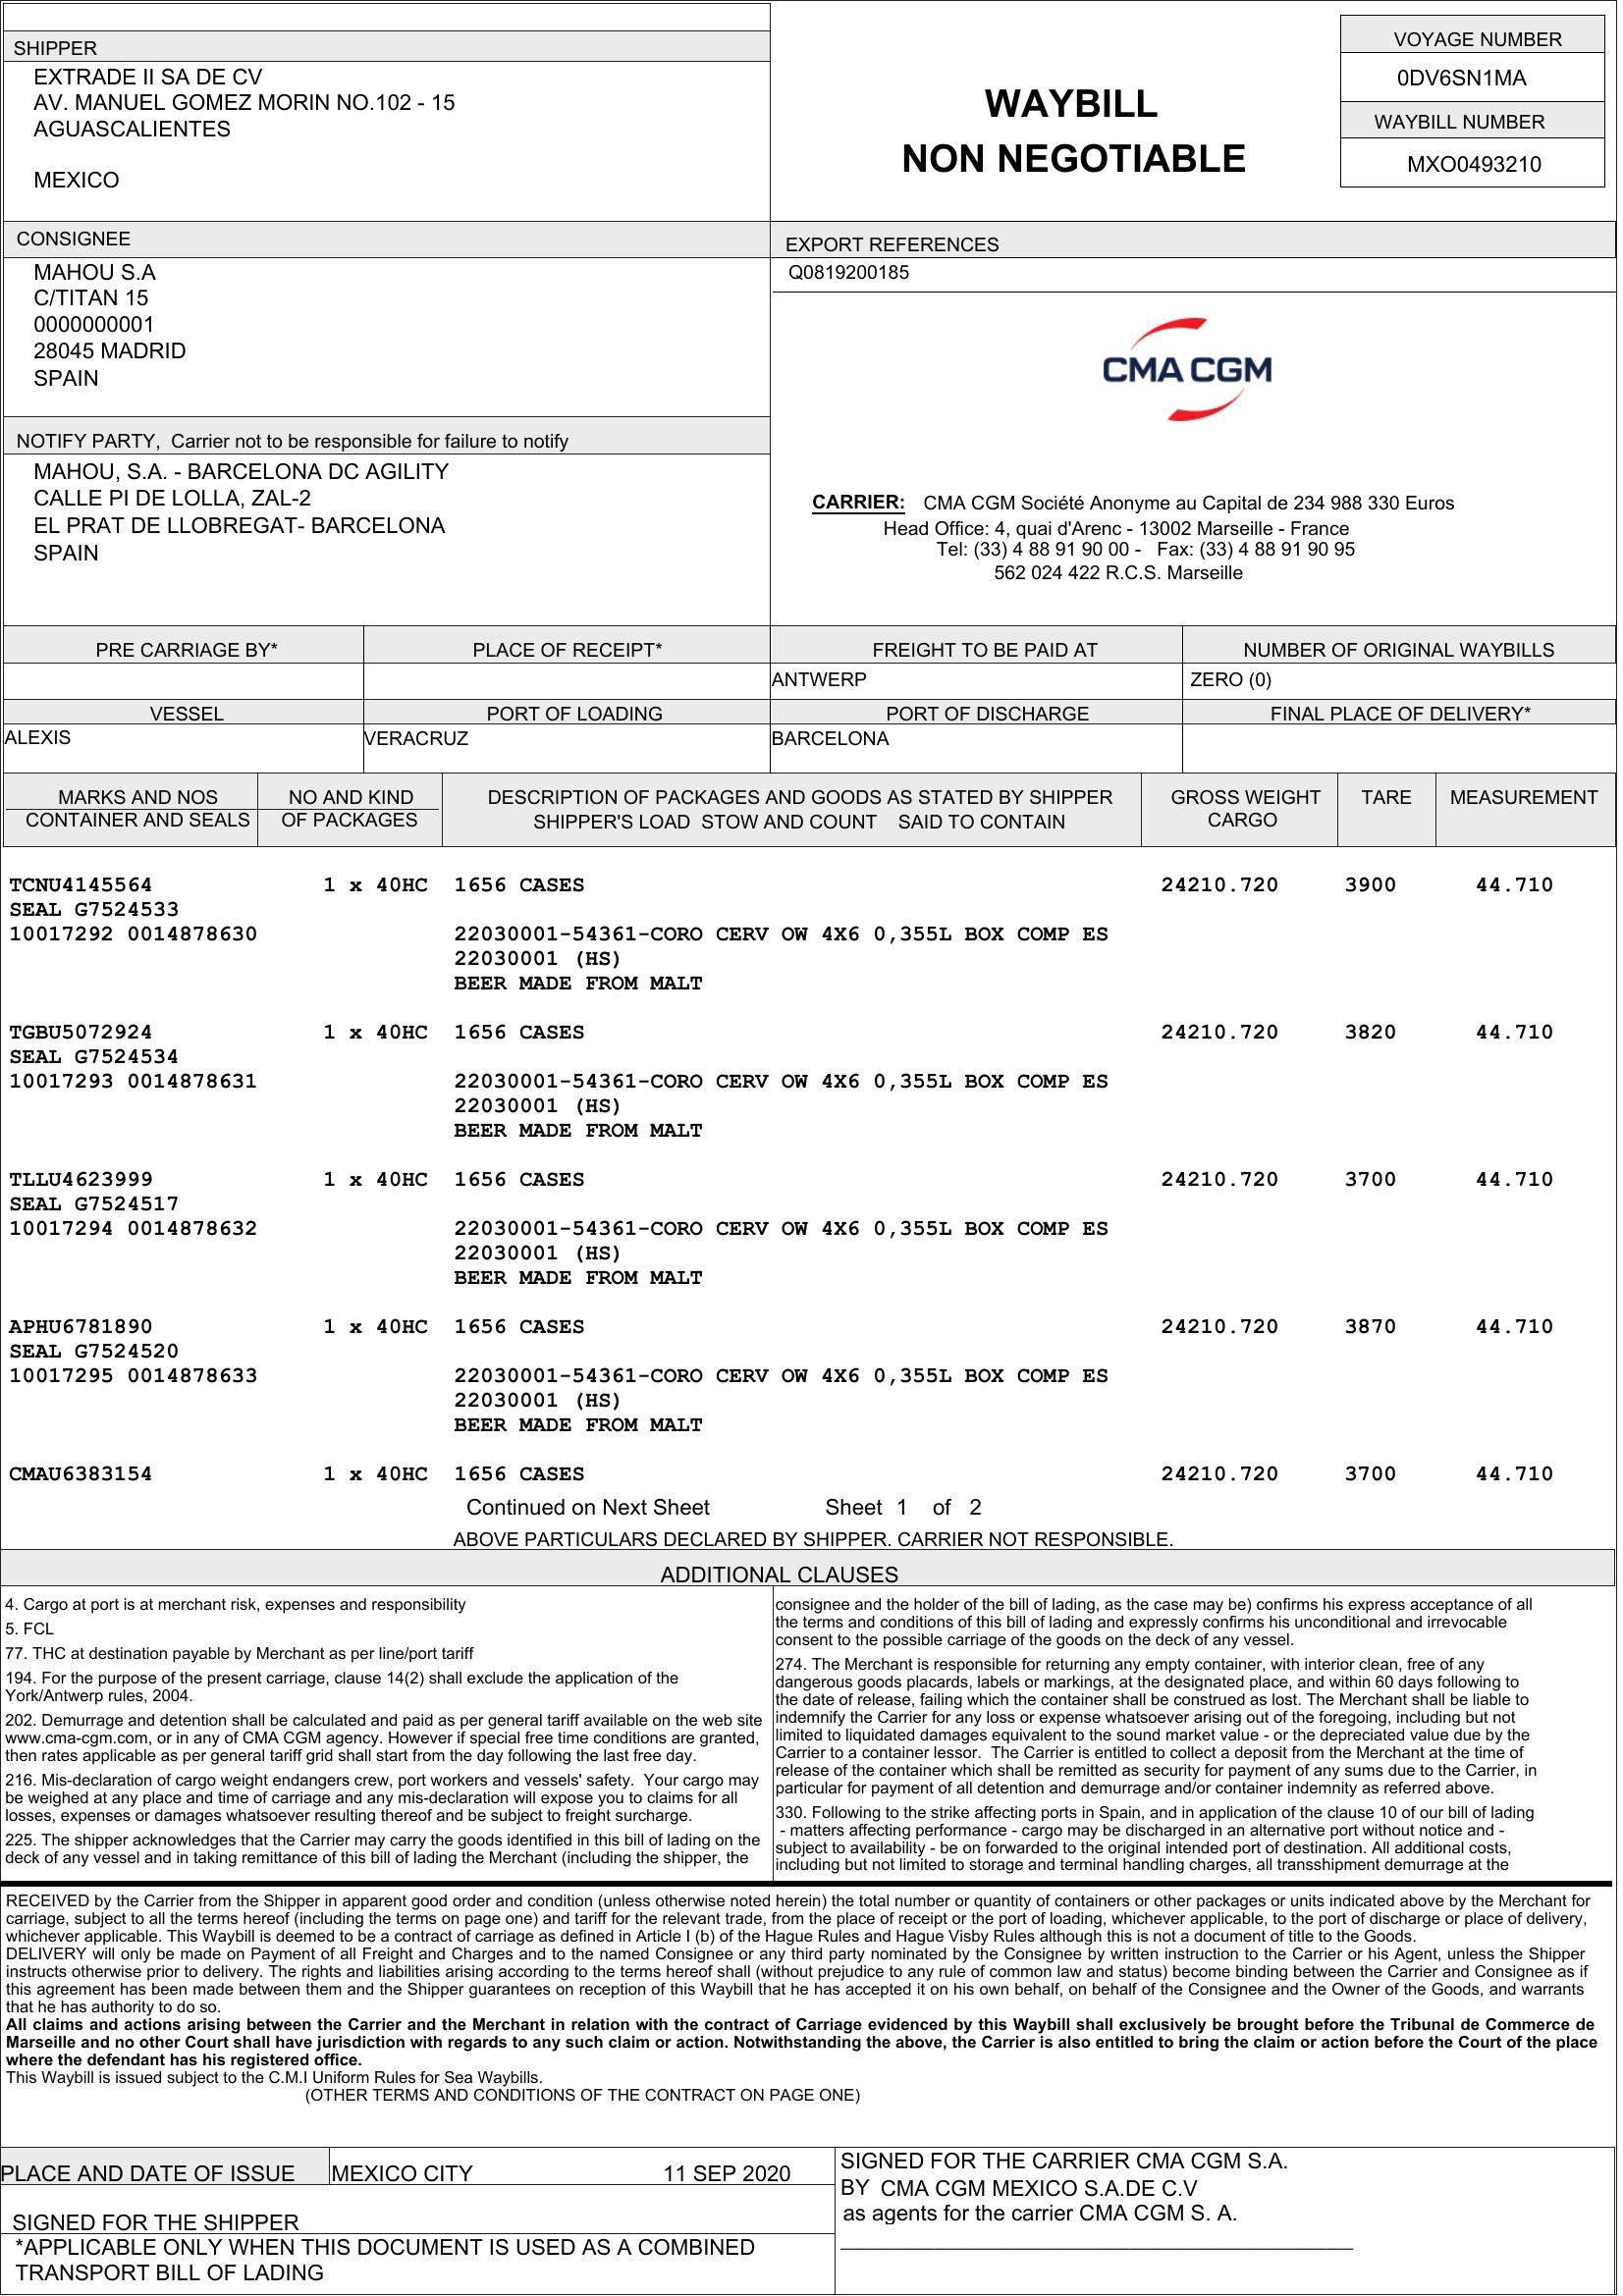 SHIPPER
EXTRADE II SA DE CV
AV. MANUEL GOMEZ MORIN NO.102 - 15
AGUASCALIENTES
MEXICO
WAYBILL
NON NEGOTIABLE
VOYAGE NUMBER
0DV6SN1MA
WAYBILL NUMBER
MXO0493210
CONSIGNEE
MAHOU S.A
C/TITAN 15
0000000001
28045 MADRID
SPAIN
EXPORT REFERENCES
Q0819200185
CMA CGM
NOTIFY PARTY, Carrier not to be responsible for failure to notify
MAHOU, S.A. - BARCELONA DC AGILITY
CALLE PI DE LOLLA, ZAL-2
EL PRAT DE LLOBREGAT- BARCELONA
SPAIN
CARRIER: CMA CGM Société Anonyme au Capital de 234 988 330 Euros
Head Office: 4, quai d'Arenc - 13002 Marseille - France
Tel: (33) 4 88 91 90 00 - Fax: (33) 4 88 91 90 95
562 024 422 R.C.S. Marseille
PRE CARRIAGE BY* PLACE OF RECEIPT* FREIGHT TO BE PAID AT NUMBER OF ORIGINAL WAYBILLS
ANTWERP ZERO (0)
VESSEL PORT OF LOADING PORT OF DISCHARGE FINAL PLACE OF DELIVERY*
ALEXIS VERACRUZ BARCELONA
MARKS AND NOS NO AND KIND DESCRIPTION OF PACKAGES AND GOODS AS STATED BY SHIPPER GROSS WEIGHT TARE MEASUREMENT
CONTAINER AND SEALS OF PACKAGES SHIPPER'S LOAD STOW AND COUNT SAID TO CONTAIN CARGO
TCNU4145564 1 x 40HC 1656 CASES 24210.720 3900 44.710
SEAL G7524533
10017292 0014878630 22030001-54361-CORO CERV OW 4X6 0,355L BOX COMP ES
22030001 (HS)
BEER MADE FROM MALT
TGBU5072924 1 x 40HC 1656 CASES 24210.720 3820 44.710
SEAL G7524534
10017293 0014878631 22030001-54361-CORO CERV OW 4X6 0,355L BOX COMP ES
22030001 (HS)
BEER MADE FROM MALT
TLLU4623999 1 x 40HC 1656 CASES 24210.720 3700 44.710
SEAL G7524517
10017294 0014878632 22030001-54361-CORO CERV OW 4X6 0,355L BOX COMP ES
22030001 (HS)
BEER MADE FROM MALT
APHU6781890 1 x 40HC 1656 CASES 24210.720 3870 44.710
SEAL G7524520
10017295 0014878633 22030001-54361-CORO CERV OW 4X6 0,355L BOX COMP ES
22030001 (HS)
BEER MADE FROM MALT
CMAU6383154 1 x 40HC 1656 CASES 24210.720 3700 44.710
Continued on Next Sheet Sheet 1 of 2
ABOVE PARTICULARS DECLARED BY SHIPPER. CARRIER NOT RESPONSIBLE.
ADDITIONAL CLAUSES
4. Cargo at port is at merchant risk, expenses and responsibility
5. FCL
77. THC at destination payable by Merchant as per line/port tariff
194. For the purpose of the present carriage, clause 14(2) shall exclude the application of the
York/Antwerp rules, 2004.
202. Demurrage and detention shall be calculated and paid as per general tariff available on the web site
www.cma-cgm.com, or in any of CMA CGM agency. However if special free time conditions are granted,
then rates applicable as per general tariff grid shall start from the day following the last free day.
216. Mis-declaration of cargo weight endangers crew, port workers and vessels' safety. Your cargo may
be weighed at any place and time of carriage and any mis-declaration will expose you to claims for all
losses, expenses or damages whatsoever resulting thereof and be subject to freight surcharge.
225. The shipper acknowledges that the Carrier may carry the goods identified in this bill of lading on the
deck of any vessel and in taking remittance of this bill of lading the Merchant (including the shipper, the
consignee and the holder of the bill of lading, as the case may be) confirms his express acceptance of all
the terms and conditions of this bill of lading and expressly confirms his unconditional and irrevocable
consent to the possible carriage of the goods on the deck of any vessel.
274. The Merchant is responsible for returning any empty container, with interior clean, free of any
dangerous goods placards, labels or markings, at the designated place, and within 60 days following to
the date of release, failing which the container shall be construed as lost. The Merchant shall be liable to
indemnify the Carrier for any loss or expense whatsoever arising out of the foregoing, including but not
limited to liquidated damages equivalent to the sound market value - or the depreciated value due by the
Carrier to a container lessor. The Carrier is entitled to collect a deposit from the Merchant at the time of
release of the container which shall be remitted as security for payment of any sums due to the Carrier, in
particular for payment of all detention and demurrage and/or container indemnity as referred above.
330. Following to the strike affecting ports in Spain, and in application of the clause 10 of our bill of lading
- matters affecting performance - cargo may be discharged in an alternative port without notice and -
subject to availability - be on forwarded to the original intended port of destination. All additional costs,
including but not limited to storage and terminal handling charges, all transshipment demurrage at the
RECEIVED by the Carrier from the Shipper in apparent good order and condition (unless otherwise noted herein) the total number or quantity of containers or other packages or units indicated above by the Merchant for
carriage, subject to all the terms hereof (including the terms on page one) and tariff for the relevant trade, from the place of receipt or the port of loading, whichever applicable, to the port of discharge or place of delivery,
whichever applicable. This Waybill is deemed to be a contract of carriage as defined in Article I (b) of the Hague Rules and Hague Visby Rules although this is not a document of title to the Goods.
DELIVERY will only be made on Payment of all Freight and Charges and to the named Consignee or any third party nominated by the Consignee by written instruction to the Carrier or his Agent, unless the Shipper
instructs otherwise prior to delivery. The rights and liabilities arising according to the terms hereof shall (without prejudice to any rule of common law and status) become binding between the Carrier and Consignee as if
this agreement has been made between them and the Shipper guarantees on reception of this Waybill that he has accepted it on his own behalf, on behalf of the Consignee and the Owner of the Goods, and warrants
that he has authority to do so.
All claims and actions arising between the Carrier and the Merchant in relation with the contract of Carriage evidenced by this Waybill shall exclusively be brought before the Tribunal de Commerce de
Marseille and no other Court shall have jurisdiction with regards to any such claim or action. Notwithstanding the above, the Carrier is also entitled to bring the claim or action before the Court of the place
where the defendant has his registered office.
This Waybill is issued subject to the C.M.I Uniform Rules for Sea Waybills.
(OTHER TERMS AND CONDITIONS OF THE CONTRACT ON PAGE ONE)
PLACE AND DATE OF ISSUE MEXICO CITY 11 SEP 2020
SIGNED FOR THE SHIPPER
*APPLICABLE ONLY WHEN THIS DOCUMENT IS USED AS A COMBINED
TRANSPORT BILL OF LADING
SIGNED FOR THE CARRIER CMA CGM S.A.
BY CMA CGM MEXICO S.A.DE C.V
as agents for the carrier CMA CGM S. A.